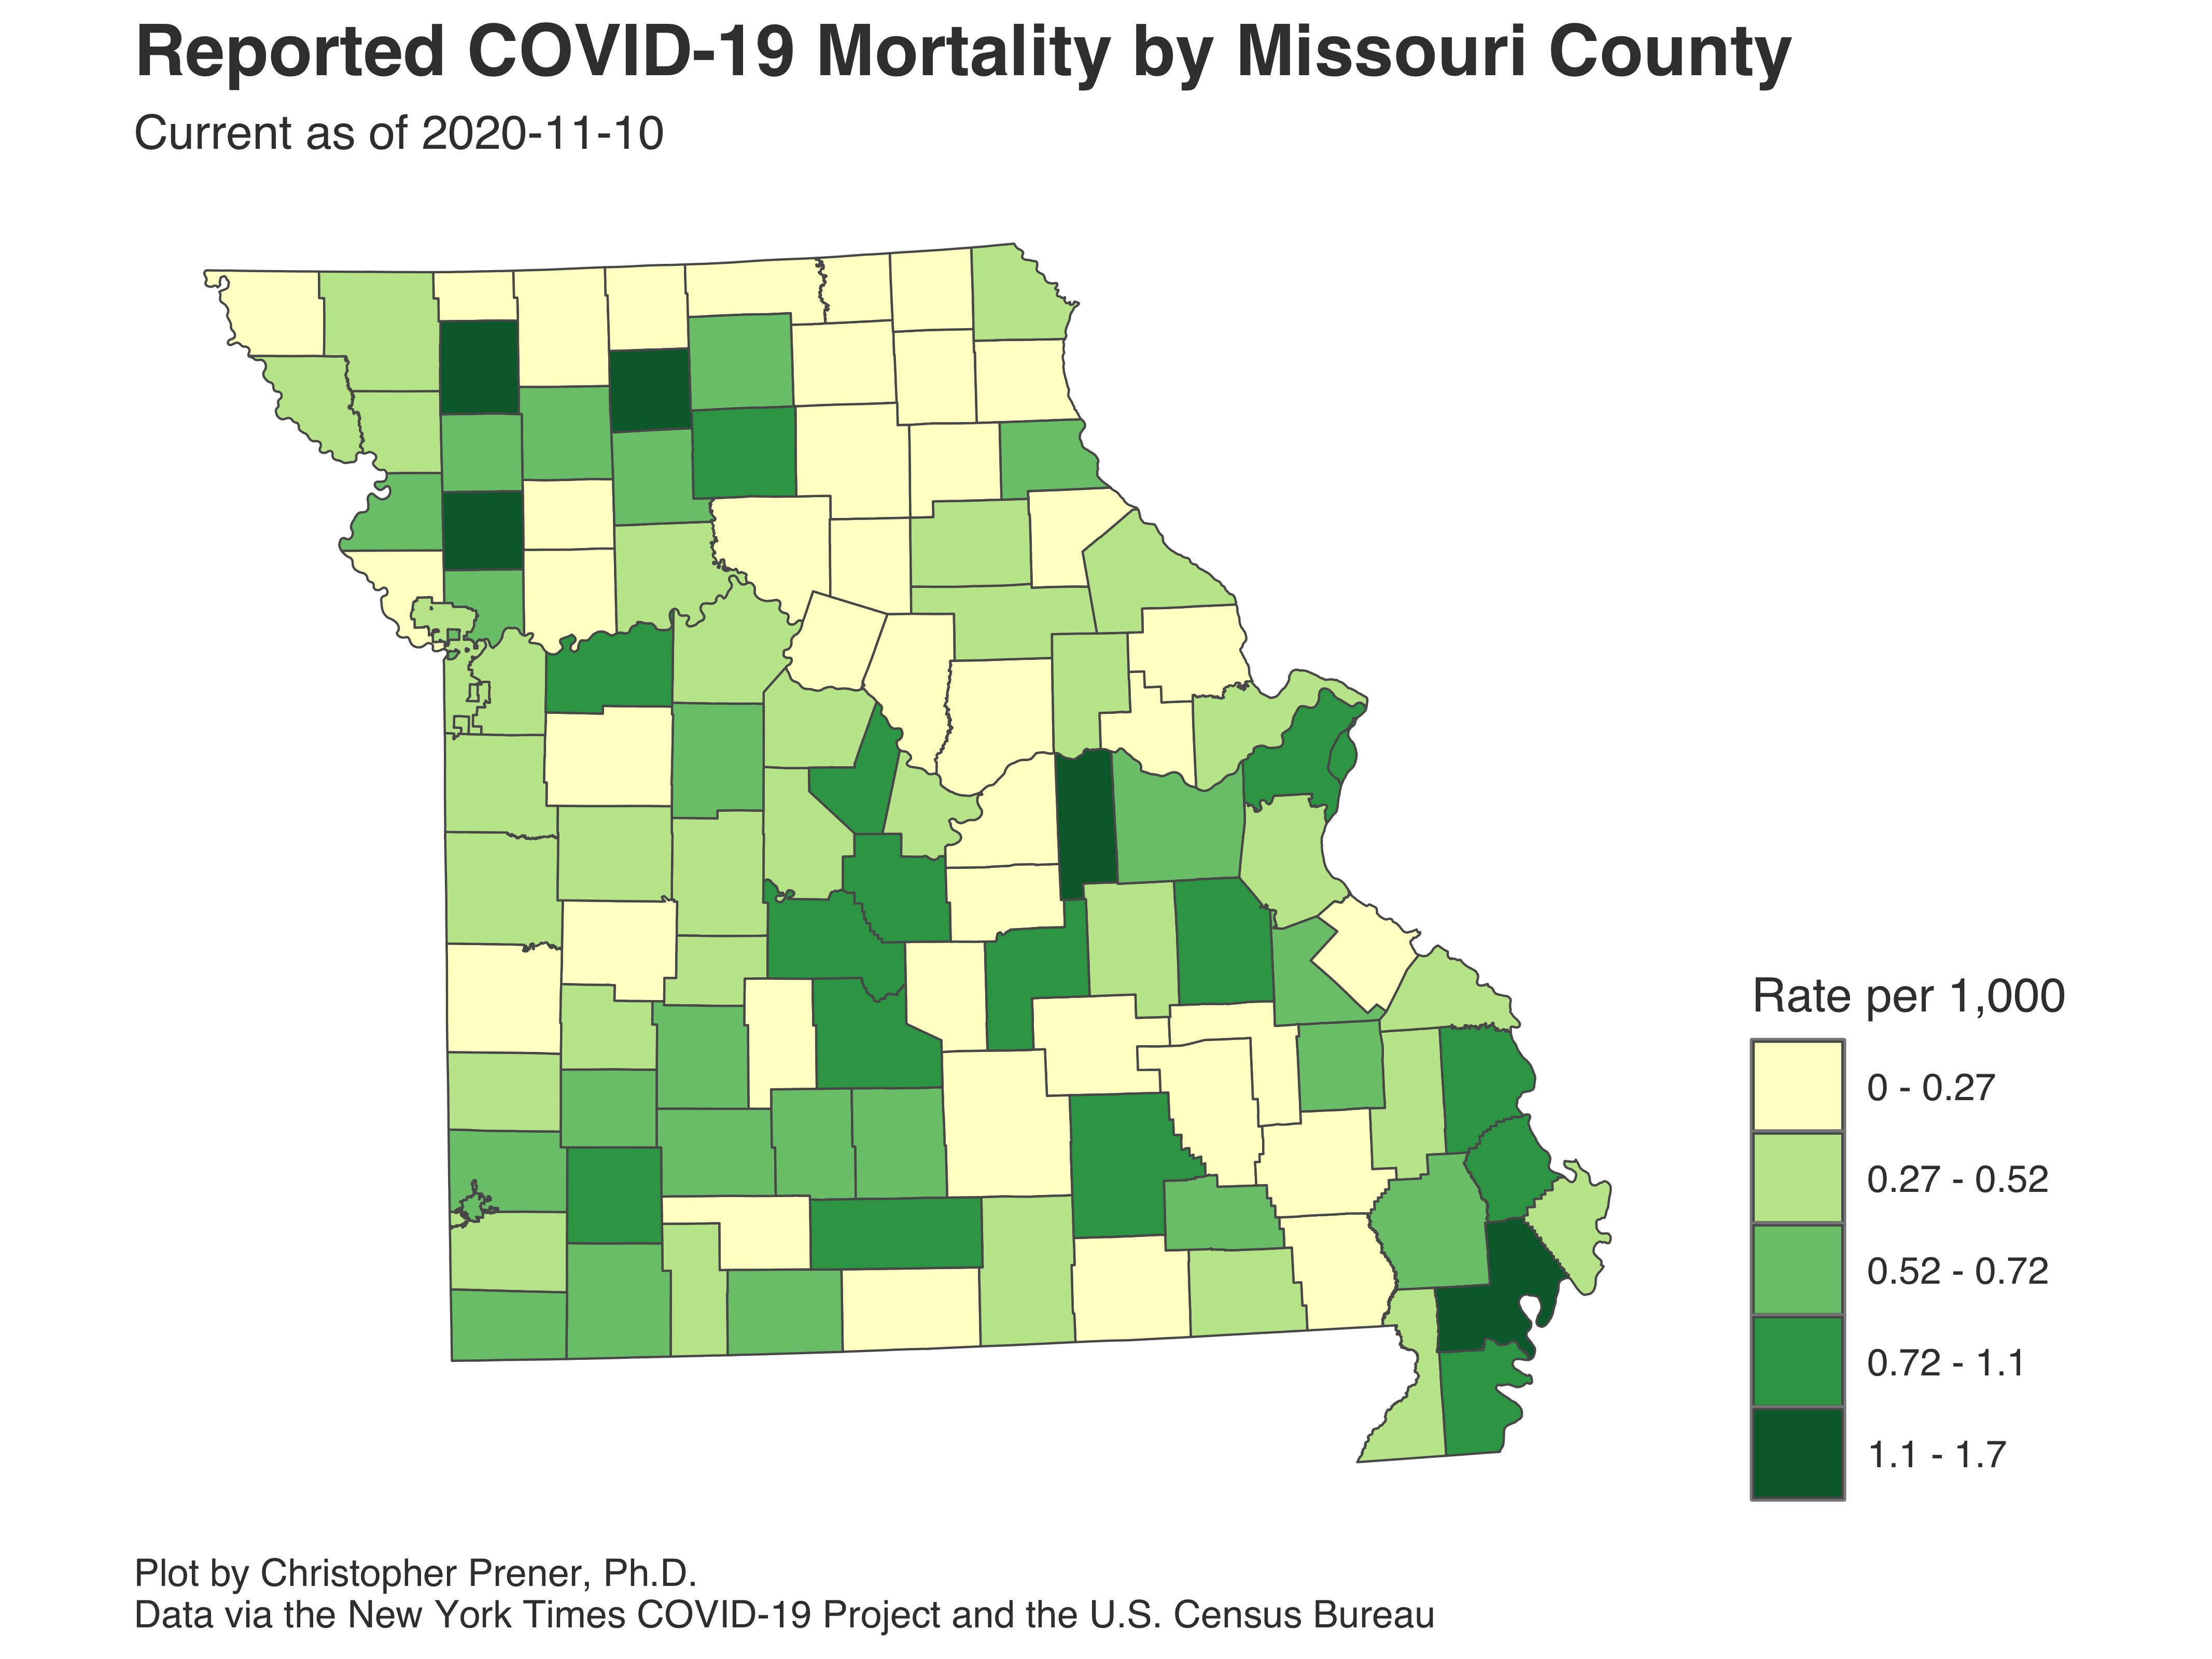 Reported COVID-19 Mortality by Missouri County
Current as of 2020-11-10
Rate per 1,000
0 - 0.27
0.27 - 0.52
0.52 - 0.72
0.72 - 1.1
1.1 - 1.7
Plot by Christopher Prener, Ph.D.
Data via the New York Times COVID-19 Project and the U.S. Census Bureau